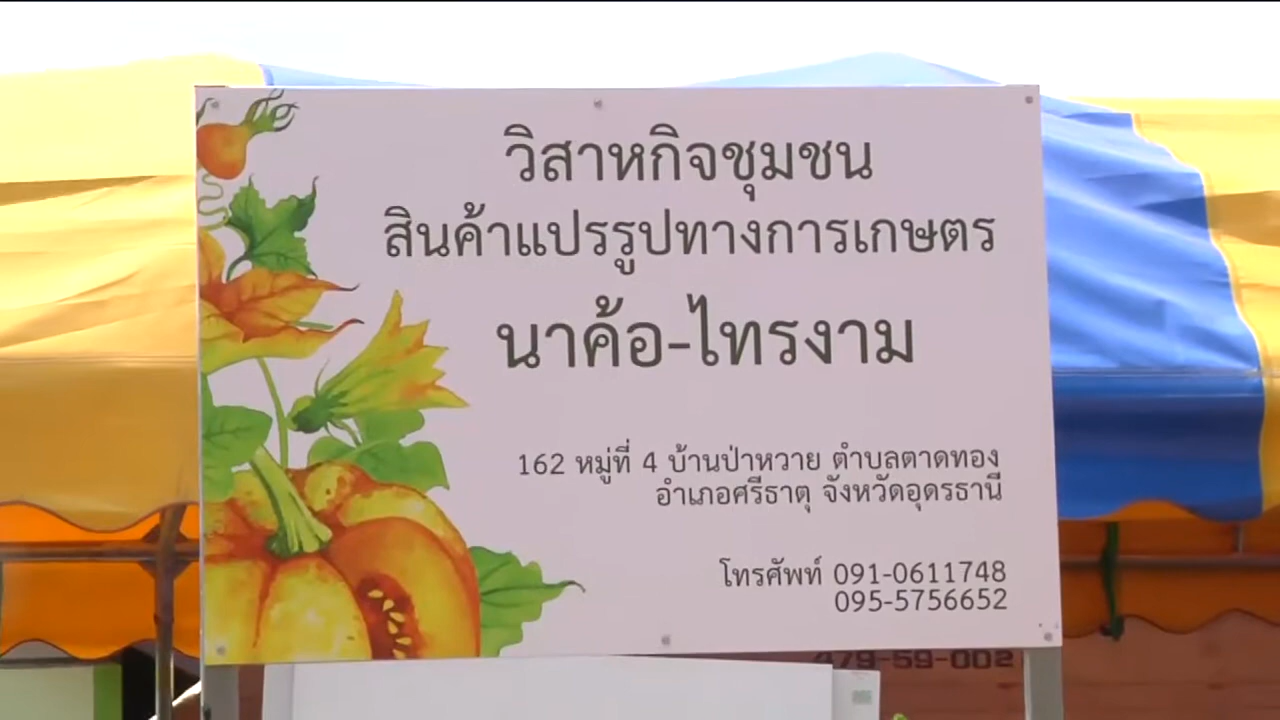 วิสาหกิจชุมชน
สินค้าแปรรูปทางการเกษตร
นาค้อ-ไทรงาม
162 หมู่ที่ 4 บ้านป่าหวาย ตำบลตาดทอง
อำเภอศรีธาตุ จังหวัดอุดรธานี
โทรศัพท์ 091-0611748
095-5756652
479-59-002